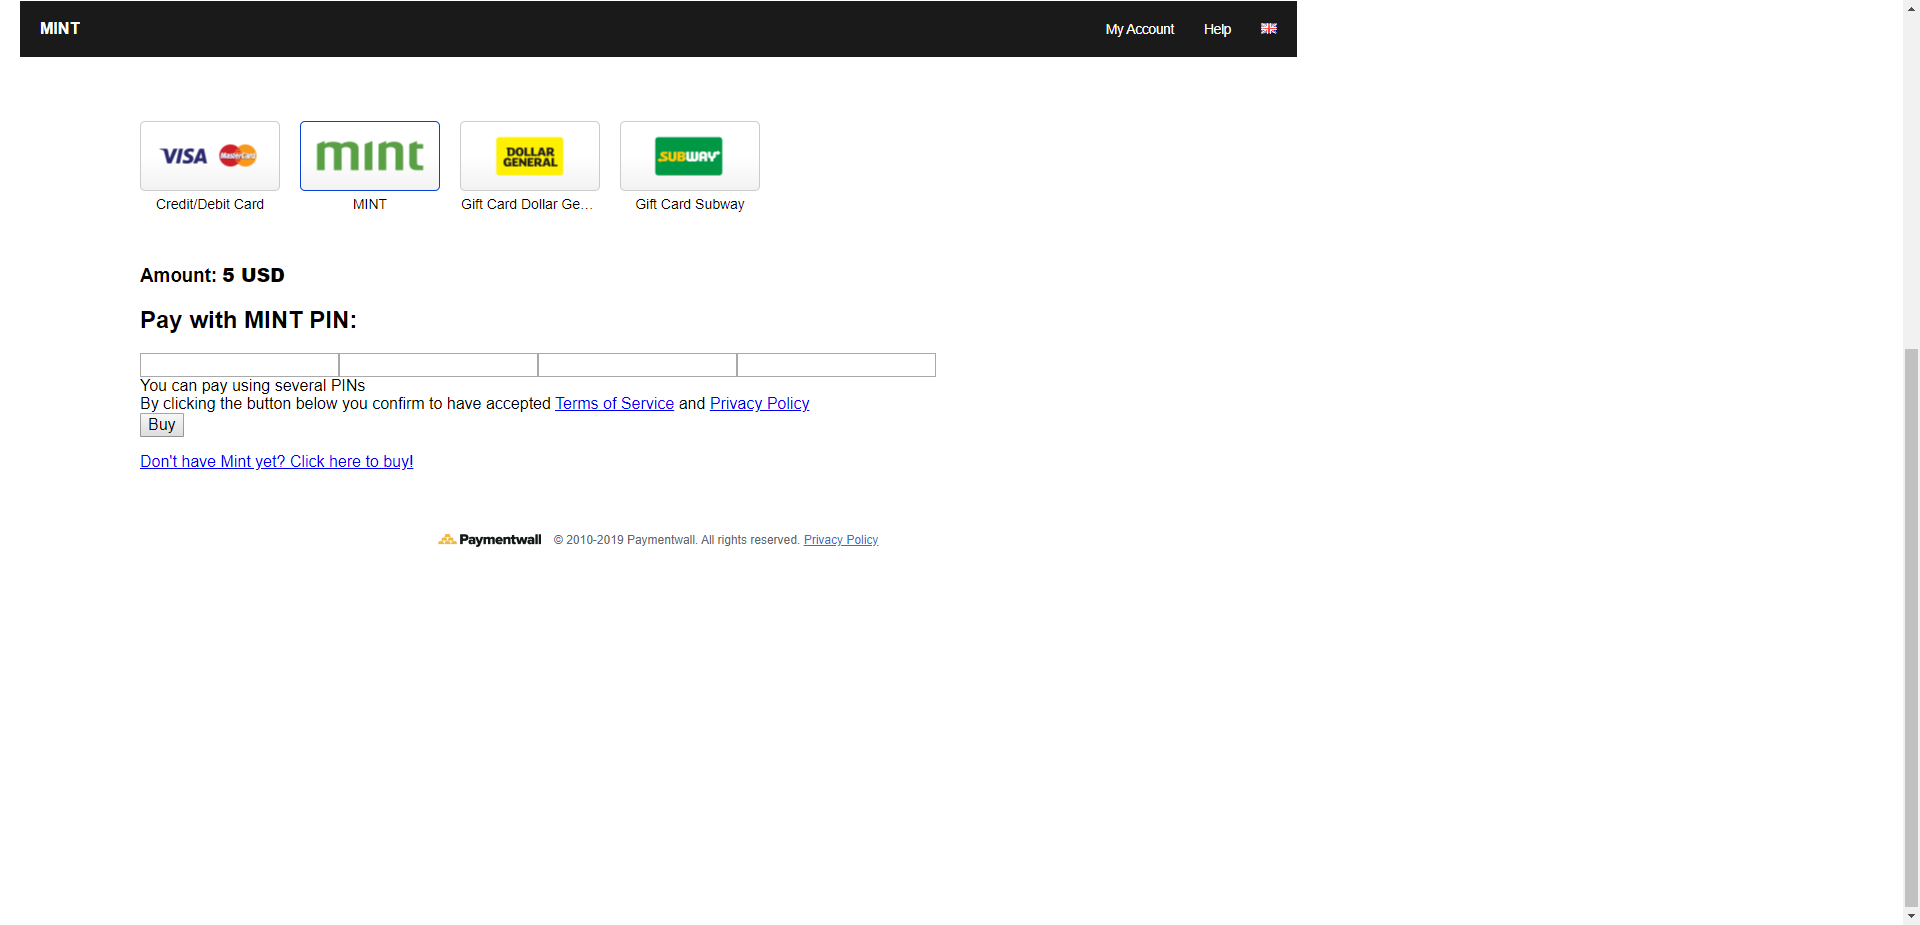 MINT
My Account
Help
VISA
MasterCard
mint
DOLLAR
GENERAL
SUBWAY
Credit/Debit Card
MINT
Gift Card Dollar Ge...
Gift Card Subway
Amount: 5 USD
Pay with MINT PIN:
You can pay using several PINs
By clicking the button below you confirm to have accepted Terms of Service and Privacy Policy
Buy
Don't have Mint yet? Click here to buy!
Paymentwall © 2010-2019 Paymentwall. All rights reserved. Privacy Policy